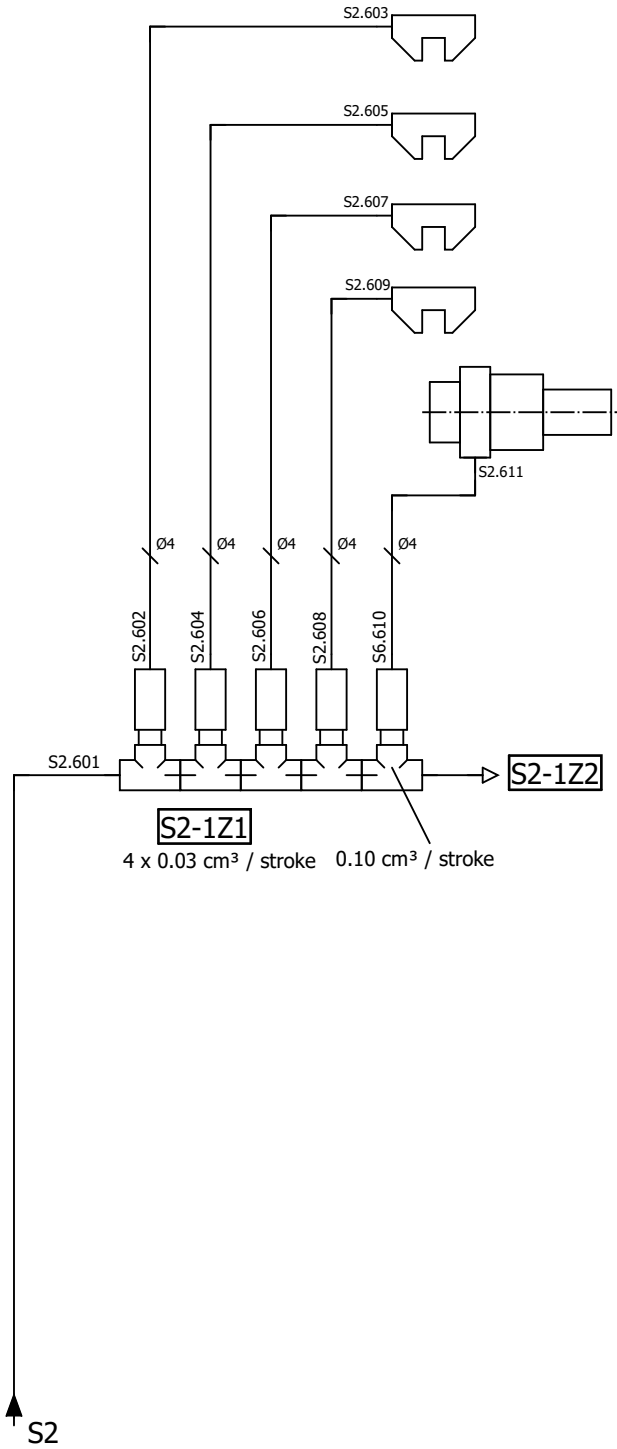 S2.603
S2.605
S2.607
S2.609
S2.611
Ø4 Ø4 Ø4 Ø4 Ø4
S2.602 S2.604 S2.606 S2.608 S6.610
S2.601
S2-1Z2
S2-1Z1
4 x 0.03 cm³ / stroke 0.10 cm³ / stroke
S2